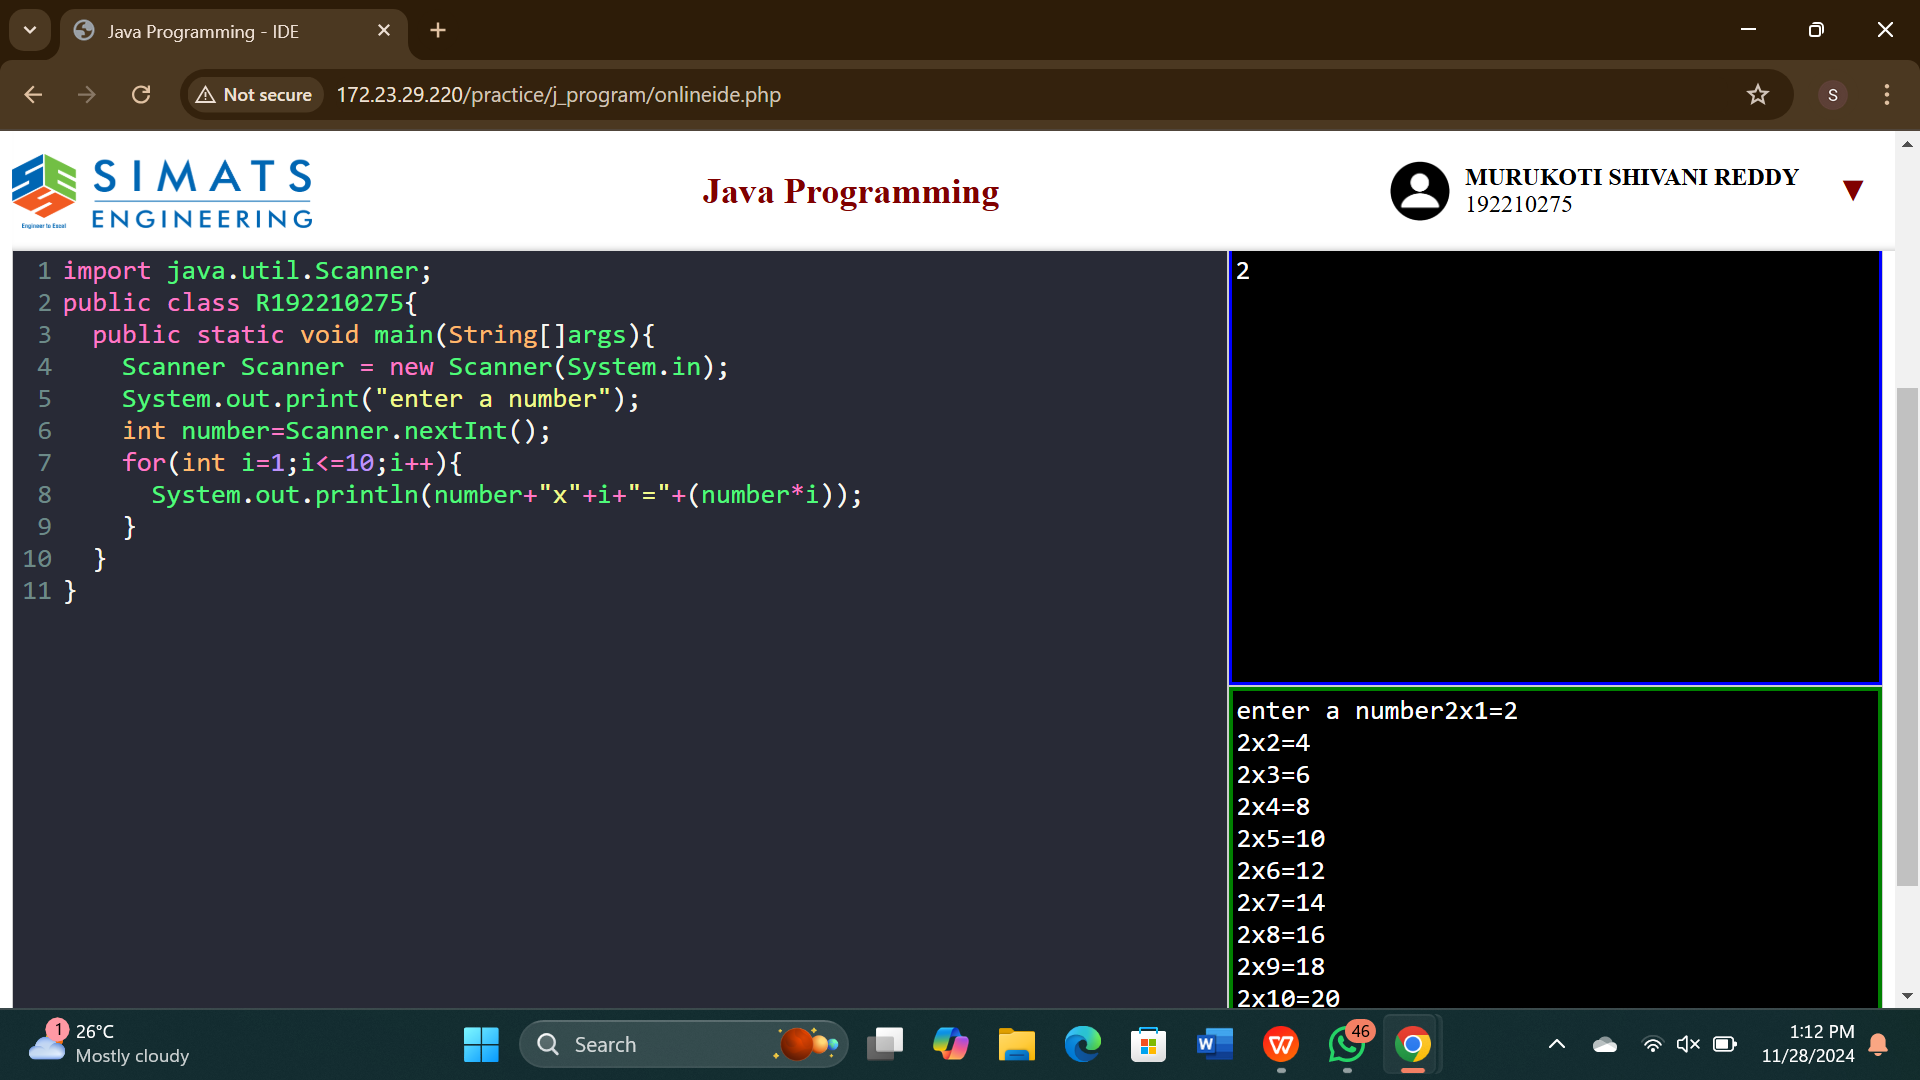 Java Programming - IDE
Not secure
172.23.29.220/practice/j_program/onlineide.php
S
SIMATS
ENGINEERING
Engineer to Excel
Java Programming
MURUKOTI SHIVANI REDDY
192210275
1 import java.util.Scanner;
2 public class R192210275{
3 public static void main(String[]args){
4 Scanner Scanner = new Scanner(System.in);
5 System.out.print("enter a number");
6 int number=Scanner.nextInt();
7 for(int i=1;i<=10;i++){
8 System.out.println(number+"x"+i+"="+(number*i));
9 }
10 }
11 }
2
enter a number2x1=2
2x2=4
2x3=6
2x4=8
2x5=10
2x6=12
2x7=14
2x8=16
2x9=18
2x10=20
1
26°C
Mostly cloudy
Search
W
W
46
1:12 PM
11/28/2024